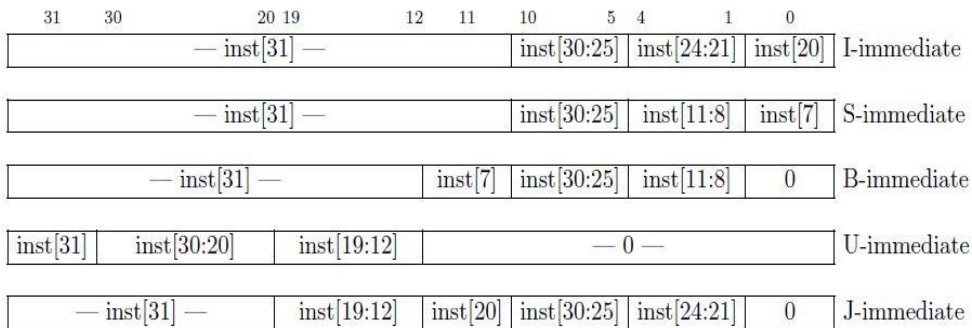 31 30 20 19 12 11 10 5 4 1 0
— inst[31] — inst[30:25] inst[24:21] inst[20] I-immediate
— inst[31] — inst[30:25] inst[11:8] inst[7] S-immediate
— inst[31] — inst[7] inst[30:25] inst[11:8] 0 B-immediate
inst[31] inst[30:20] inst[19:12] — 0 — U-immediate
— inst[31] — inst[19:12] inst[20] inst[30:25] inst[24:21] 0 J-immediate